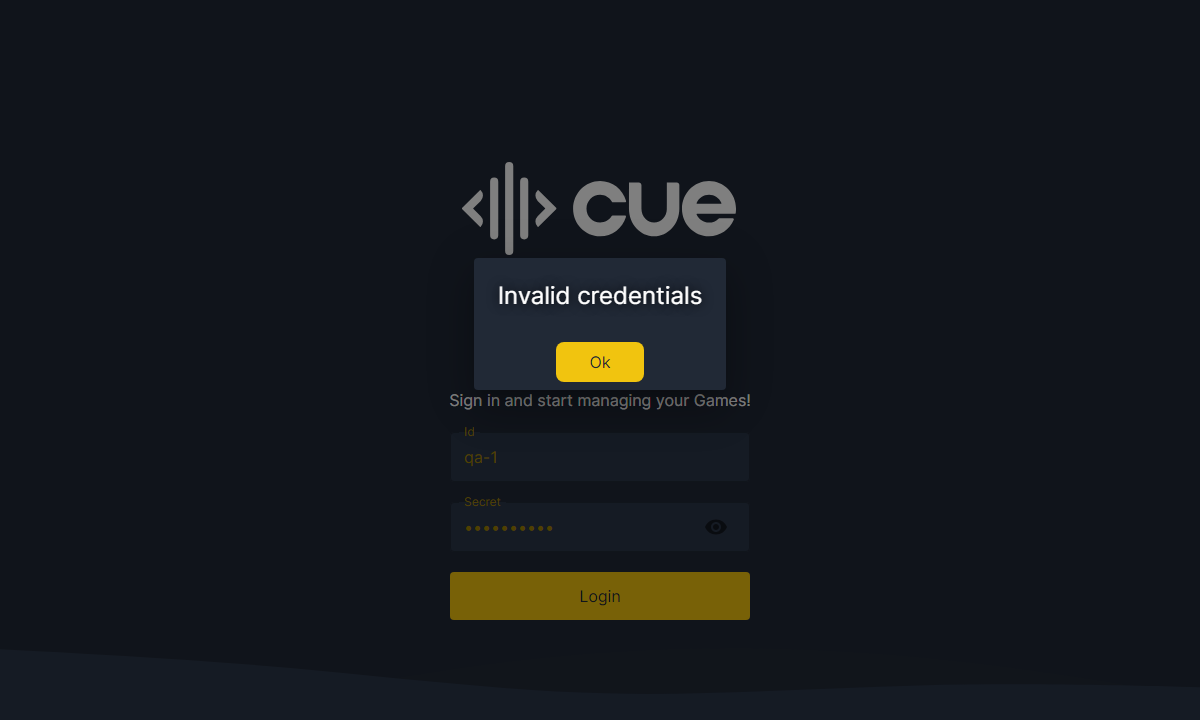 cue
Invalid credentials
Ok
Sign in and start managing your Games!
Id
qa-1
Secret
••••••••••
Login